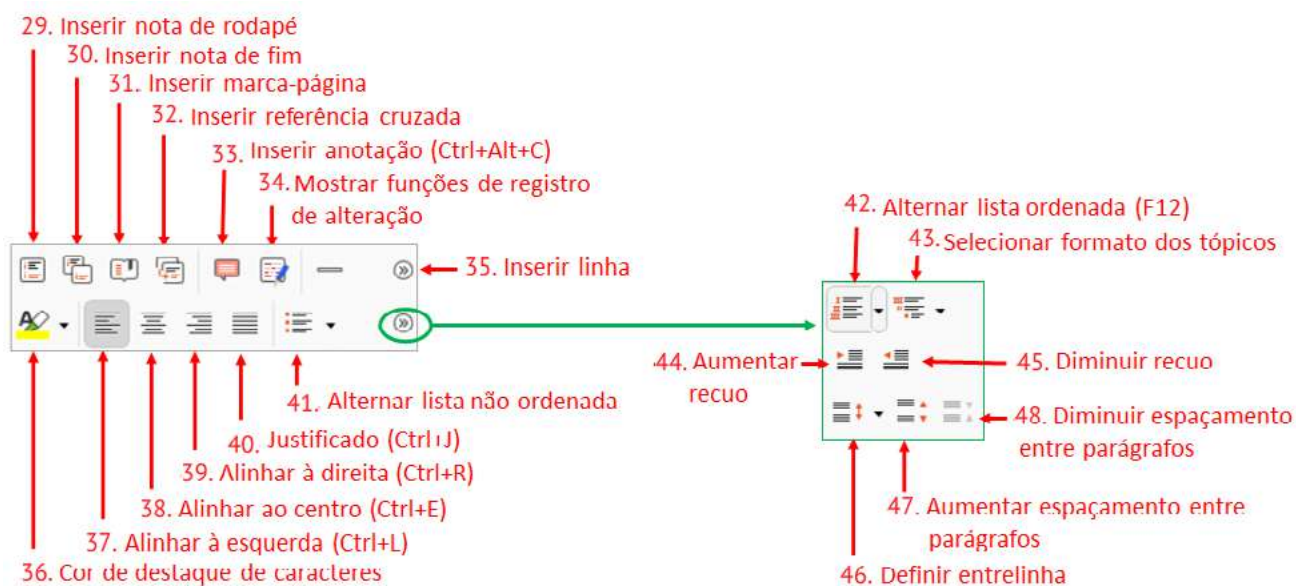 29. Inserir nota de rodapé
30. Inserir nota de fim
31. Inserir marca-página
32. Inserir referência cruzada
33. Inserir anotação (Ctrl+Alt+C)
34. Mostrar funções de registro
de alteração
35. Inserir linha
36. Cor de destaque de caracteres
37. Alinhar à esquerda (Ctrl+L)
38. Alinhar ao centro (Ctrl+E)
39. Alinhar à direita (Ctrl+R)
40. Justificado (Ctrl+J)
41. Alternar lista não ordenada
42. Alternar lista ordenada (F12)
43. Selecionar formato dos tópicos
44. Aumentar
recuo
45. Diminuir recuo
46. Definir entrelinha
47. Aumentar espaçamento entre
parágrafos
48. Diminuir espaçamento
entre parágrafos